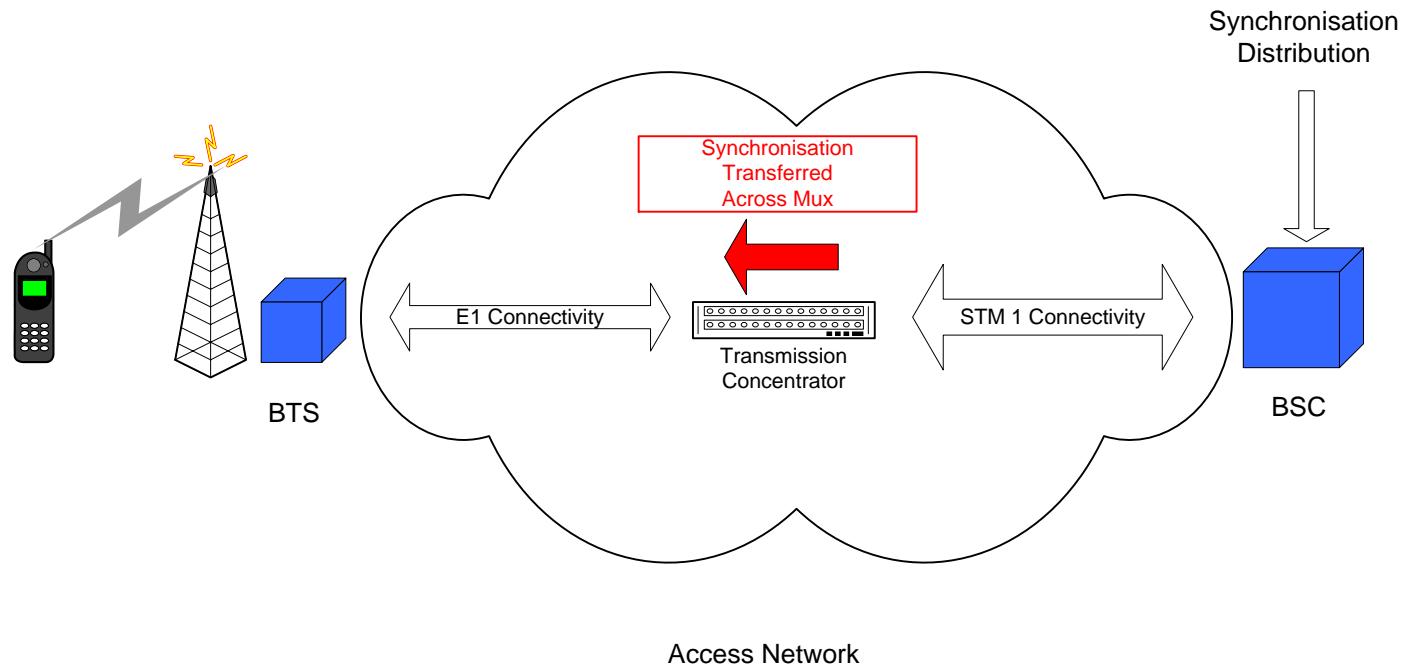 Synchronisation
Distribution
Synchronisation
Transferred
Across Mux
E1 Connectivity
STM 1 Connectivity
Transmission
Concentrator
BTS
BSC
Access Network